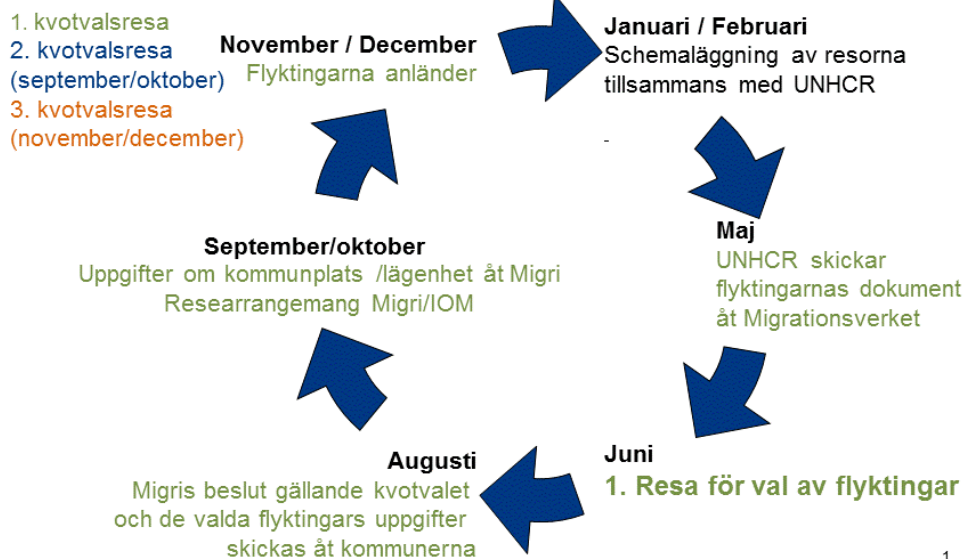 1. kvotvalsresa
2. kvotvalsresa
(september/oktober)
3. kvotvalsresa
(november/december)
November / December
Flyktingarna anländer
Januari / Februari
Schemaläggning av resorna
tillsammans med UNHCR
-
Maj
UNHCR skickar
flyktingarnas dokument
åt Migrationsverket
Juni
1. Resa för val av flyktingar
Augusti
Migris beslut gällande kvotvalet
och de valda flyktingars uppgifter
skickas åt kommunerna
September/oktober
Uppgifter om kommunplats /lägenhet åt Migri
Researrangemang Migri/IOM
1